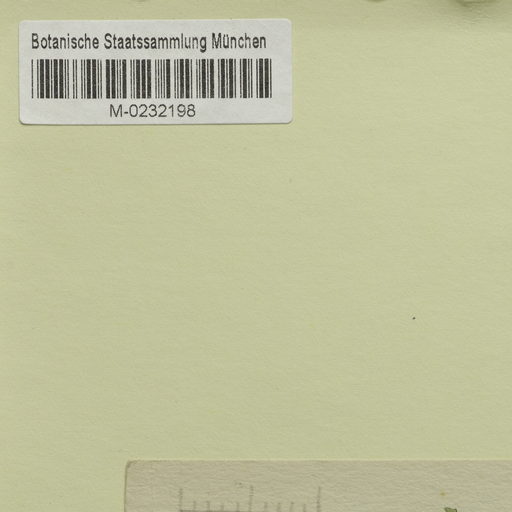 Botanische Staatssammlung München
M-0232198